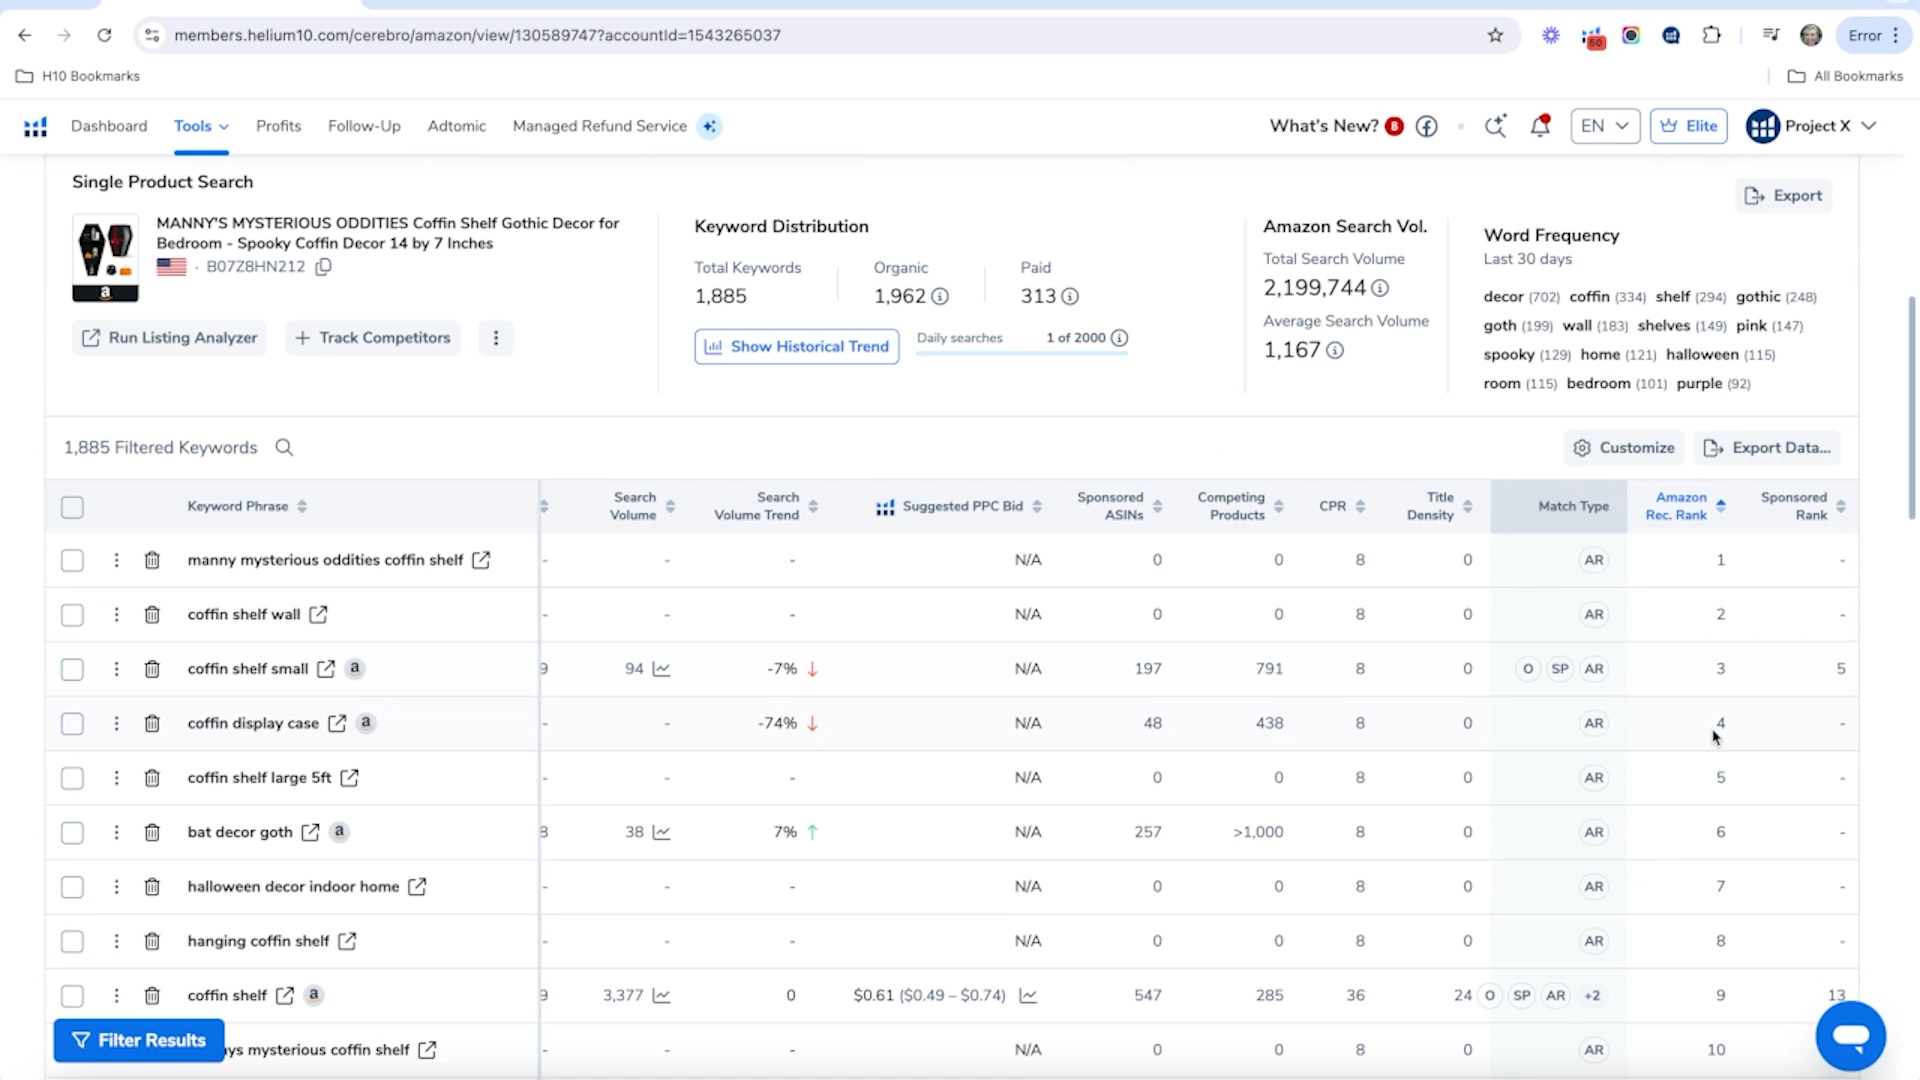 members.helium10.com/cerebro/amazon/view/130589747?accountId=1543265037
50
Error
H10 Bookmarks
All Bookmarks
Dashboard
Tools
Profits
Follow-Up
Adtomic
Managed Refund Service
What's New? 8
EN
Elite
Project X
Single Product Search
Export
MANNY'S MYSTERIOUS ODDITIES Coffin Shelf Gothic Decor for
Bedroom - Spooky Coffin Decor 14 by 7 Inches
· B07Z8HN212
a
Run Listing Analyzer
+ Track Competitors
Keyword Distribution
Total Keywords
1,885
Organic
1,962
Paid
313
Show Historical Trend
Daily searches
1 of 2000
Amazon Search Vol.
Total Search Volume
2,199,744
Average Search Volume
1,167
Word Frequency
Last 30 days
decor (702) coffin (334) shelf (294) gothic (248)
goth (199) wall (183) shelves (149) pink (147)
spooky (129) home (121) halloween (115)
room (115) bedroom (101) purple (92)
1,885 Filtered Keywords
Customize
Export Data...
Keyword Phrase
Search Volume
Search Volume Trend
Suggested PPC Bid
Sponsored ASINs
Competing Products
CPR
Title Density
Match Type
Amazon Rec. Rank
Sponsored Rank
manny mysterious oddities coffin shelf - - - N/A 0 0 8 0 AR 1 -
coffin shelf wall - - - N/A 0 0 8 0 AR 2 -
coffin shelf small a 9 94 -7% N/A 197 791 8 0 O SP AR 3 5
coffin display case a - - -74% N/A 48 438 8 0 AR 4 -
coffin shelf large 5ft - - - N/A 0 0 8 0 AR 5 -
bat decor goth a 8 38 7% N/A 257 >1,000 8 0 AR 6 -
halloween decor indoor home - - - N/A 0 0 8 0 AR 7 -
hanging coffin shelf - - - N/A 0 0 8 0 AR 8 -
coffin shelf a 9 3,377 0 $0.61 ($0.49 – $0.74) 547 285 36 24 O SP AR +2 9 13
Filter Results
ys mysterious coffin shelf - - - N/A 0 0 8 0 AR 10